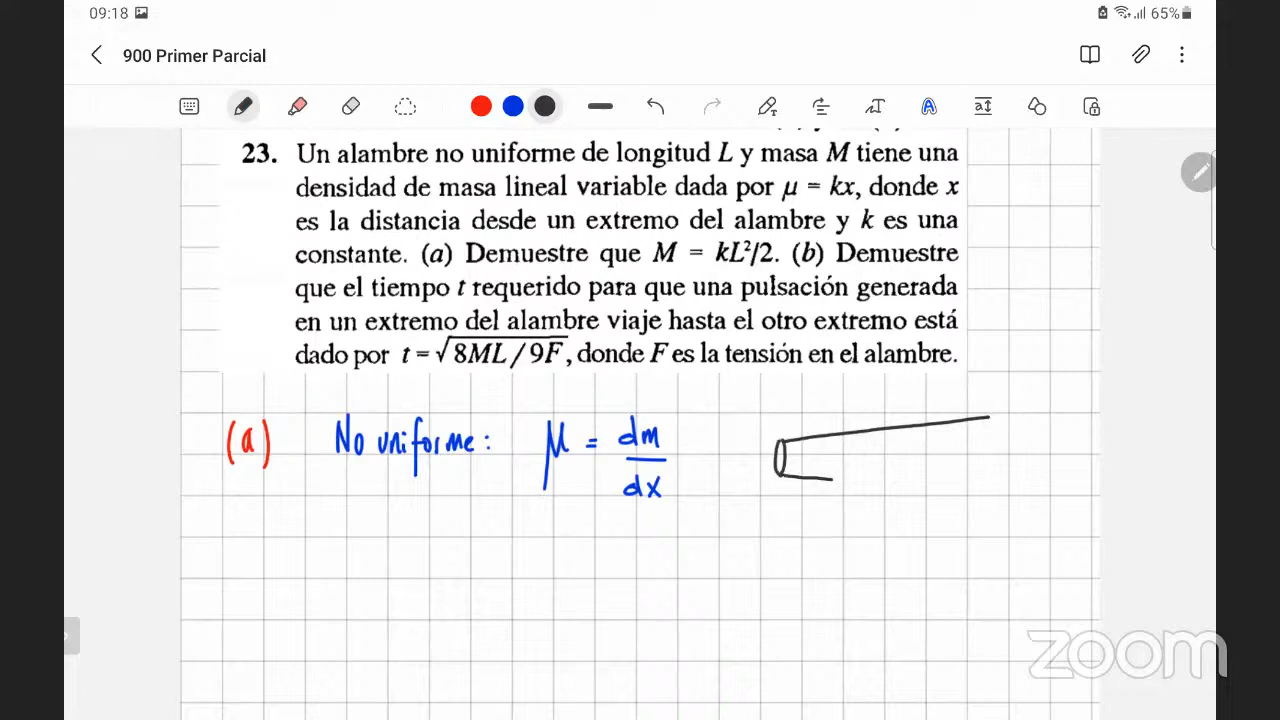 09:18
65%
900 Primer Parcial
23. Un alambre no uniforme de longitud L y masa M tiene una
densidad de masa lineal variable dada por μ = kx, donde x
es la distancia desde un extremo del alambre y k es una
constante. (a) Demuestre que M = kL²/2. (b) Demuestre
que el tiempo t requerido para que una pulsación generada
en un extremo del alambre viaje hasta el otro extremo está
dado por t = √8ML / 9F, donde F es la tensión en el alambre.
(a) No uniforme: μ = dm
dx
zoom